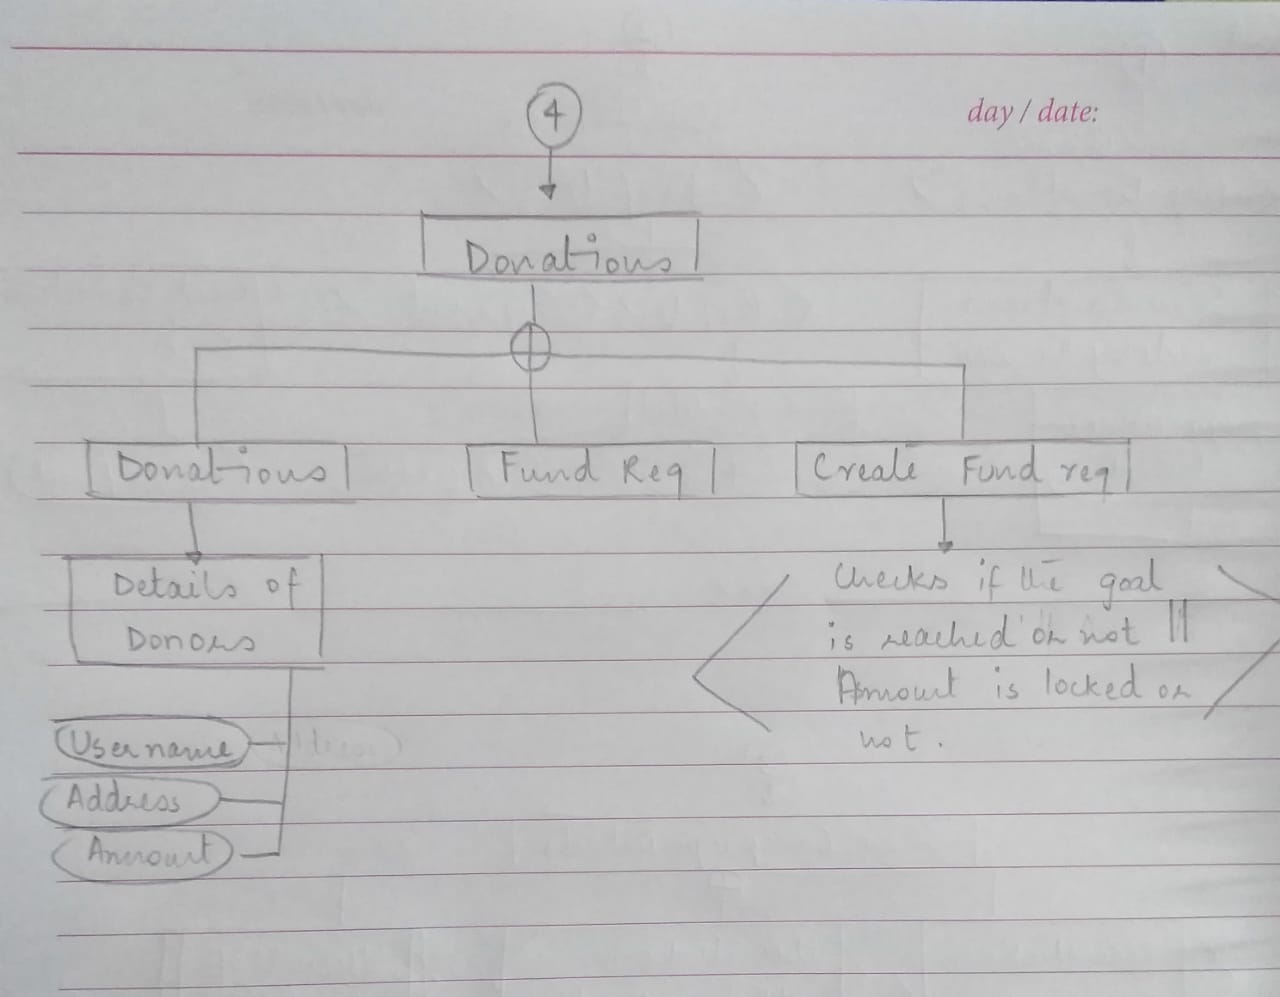 4
day / date:
Donations
Donations
Fund Req
Create Fund req
Details of
Donors
Checks if the goal
is reached or not ||
Amount is locked or
not.
Username
Address
Amount